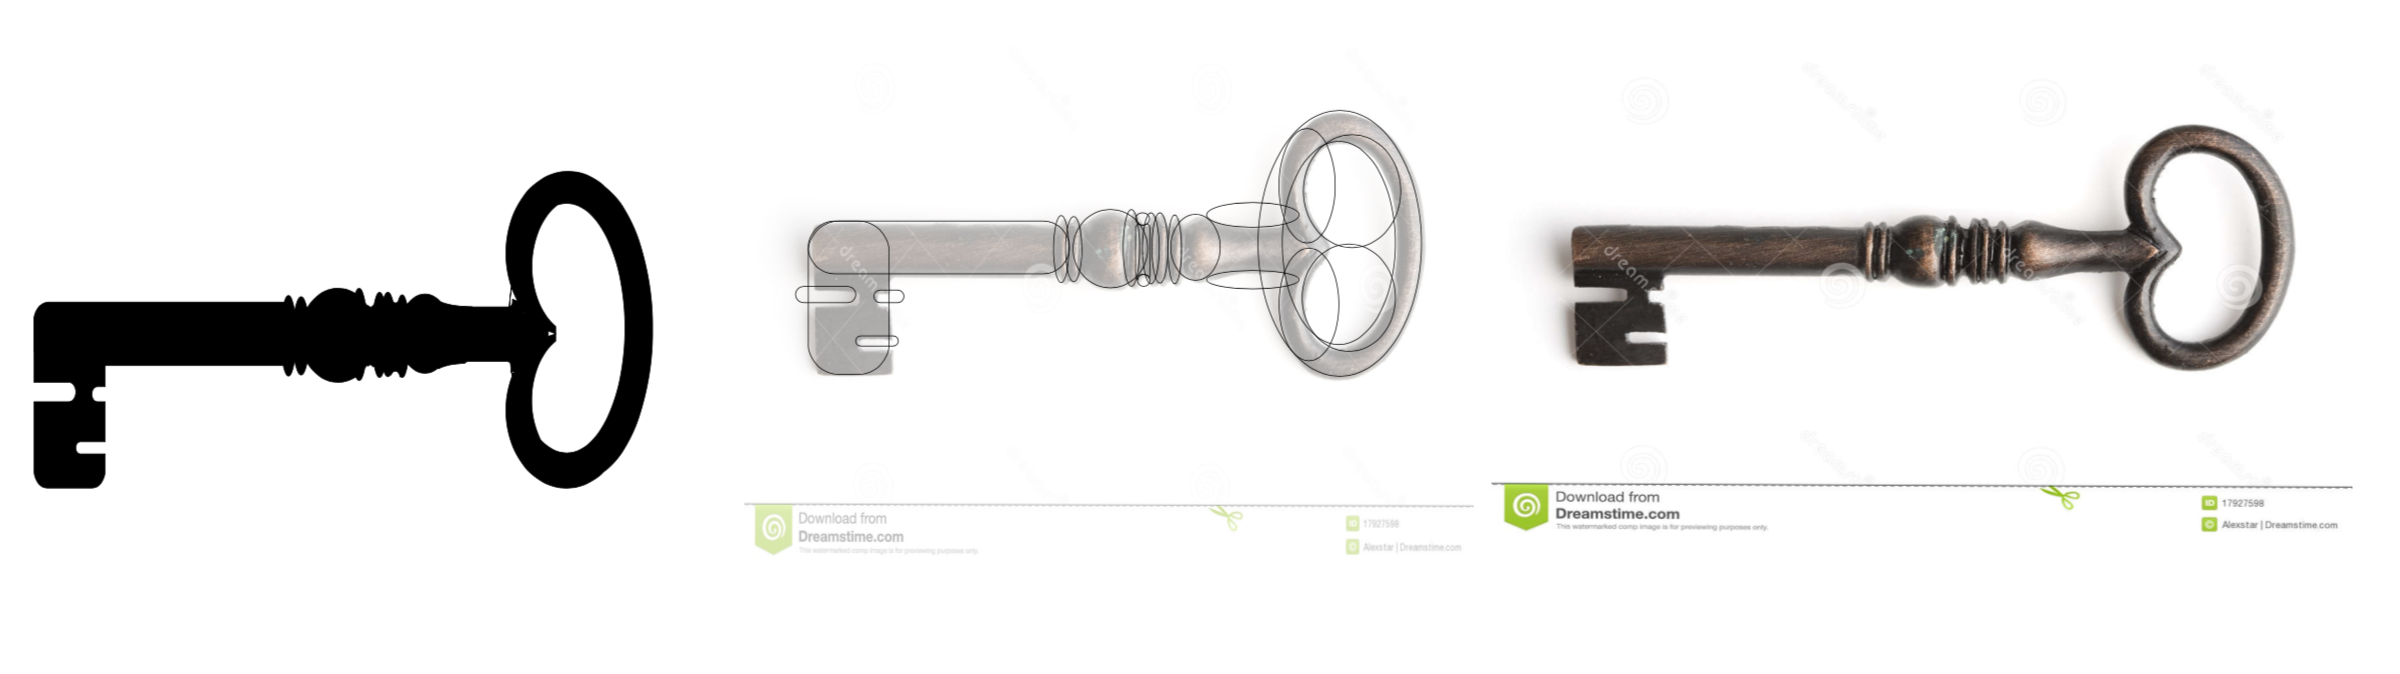 Download from
Dreamstime.com
This watermarked comp image is for previewing purposes only.
ID 17927598
© Alexstar | Dreamstime.com
Download from
Dreamstime.com
This watermarked comp image is for previewing purposes only.
ID 17927598
© Alexstar | Dreamstime.com